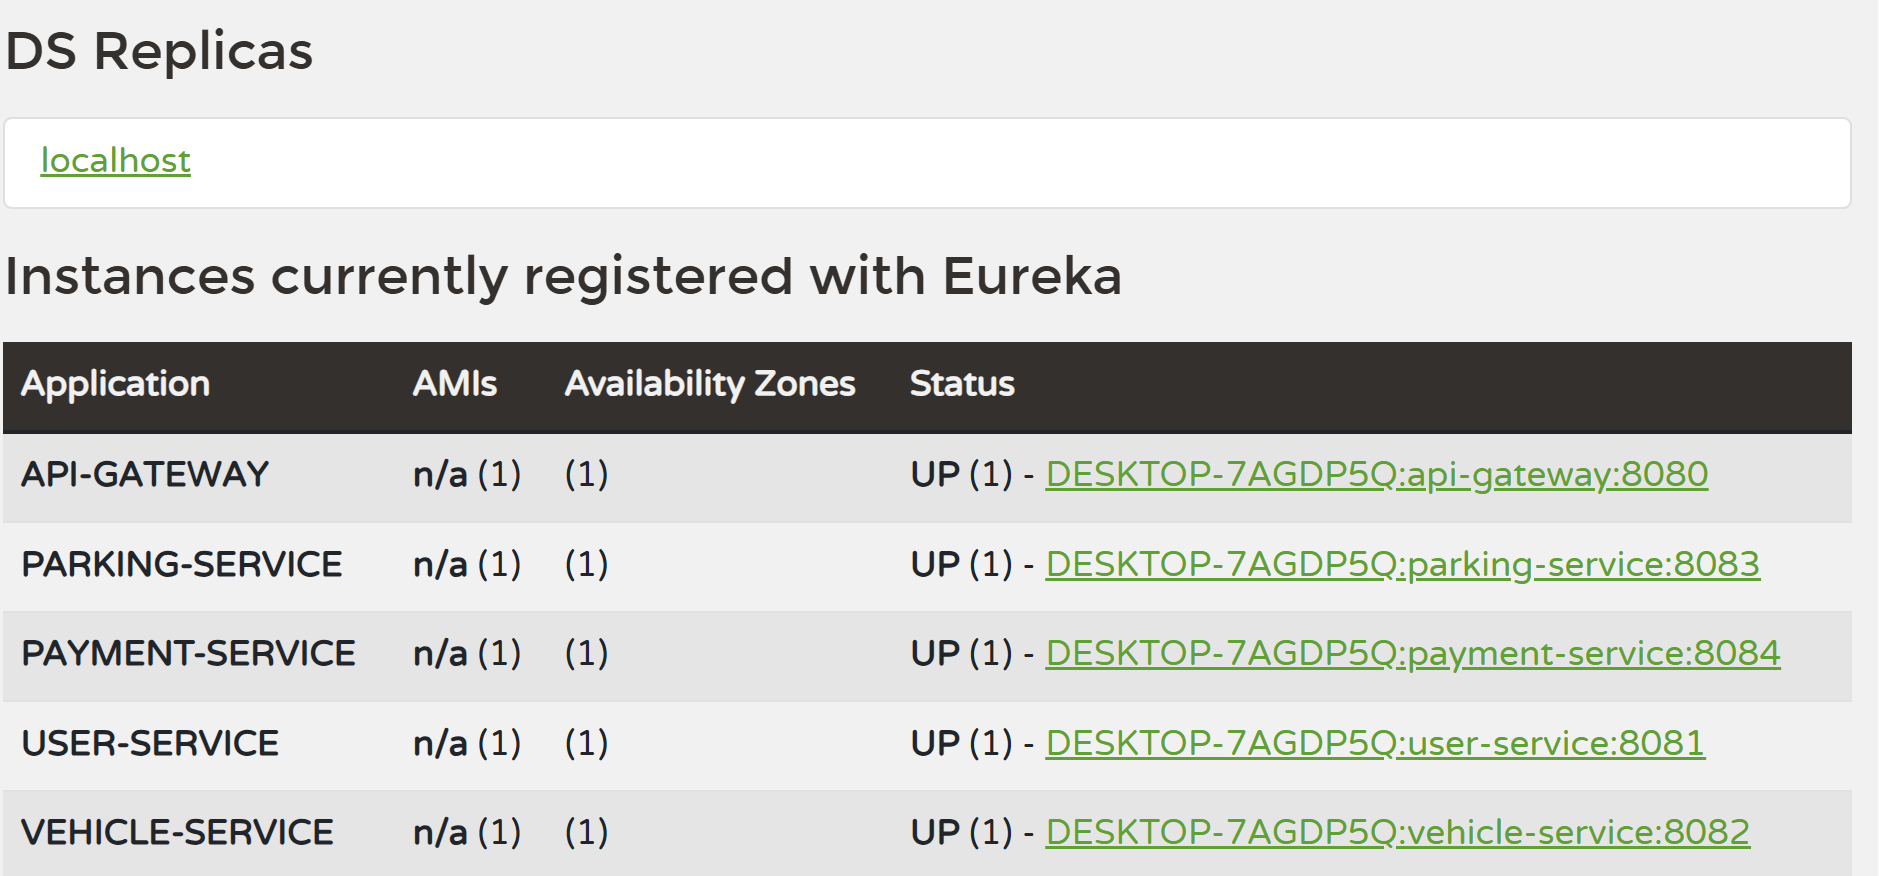 DS Replicas
localhost
Instances currently registered with Eureka
Application AMIs Availability Zones Status
API-GATEWAY n/a (1) (1) UP (1) - DESKTOP-7AGDP5Q:api-gateway:8080
PARKING-SERVICE n/a (1) (1) UP (1) - DESKTOP-7AGDP5Q:parking-service:8083
PAYMENT-SERVICE n/a (1) (1) UP (1) - DESKTOP-7AGDP5Q:payment-service:8084
USER-SERVICE n/a (1) (1) UP (1) - DESKTOP-7AGDP5Q:user-service:8081
VEHICLE-SERVICE n/a (1) (1) UP (1) - DESKTOP-7AGDP5Q:vehicle-service:8082